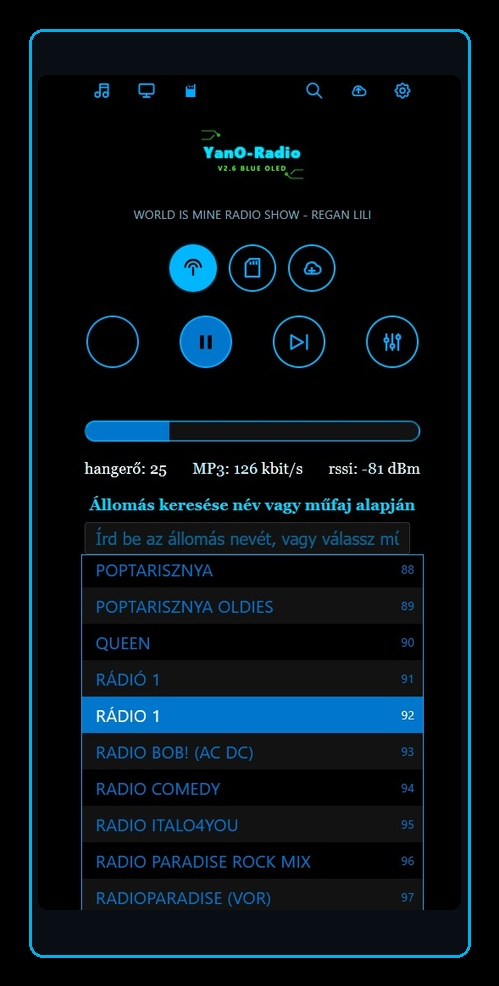 YanO-Radio
V2.6 BLUE OLED
WORLD IS MINE RADIO SHOW - REGAN LILI
hangerő: 25 MP3: 126 kbit/s rssi: -81 dBm
Állomás keresése név vagy műfaj alapján
Írd be az állomás nevét, vagy válassz mű
POPTARISZNYA 88
POPTARISZNYA OLDIES 89
QUEEN 90
RÁDIÓ 1 91
RÁDIO 1 92
RADIO BOB! (AC DC) 93
RADIO COMEDY 94
RADIO ITALO4YOU 95
RADIO PARADISE ROCK MIX 96
RADIOPARADISE (VOR) 97